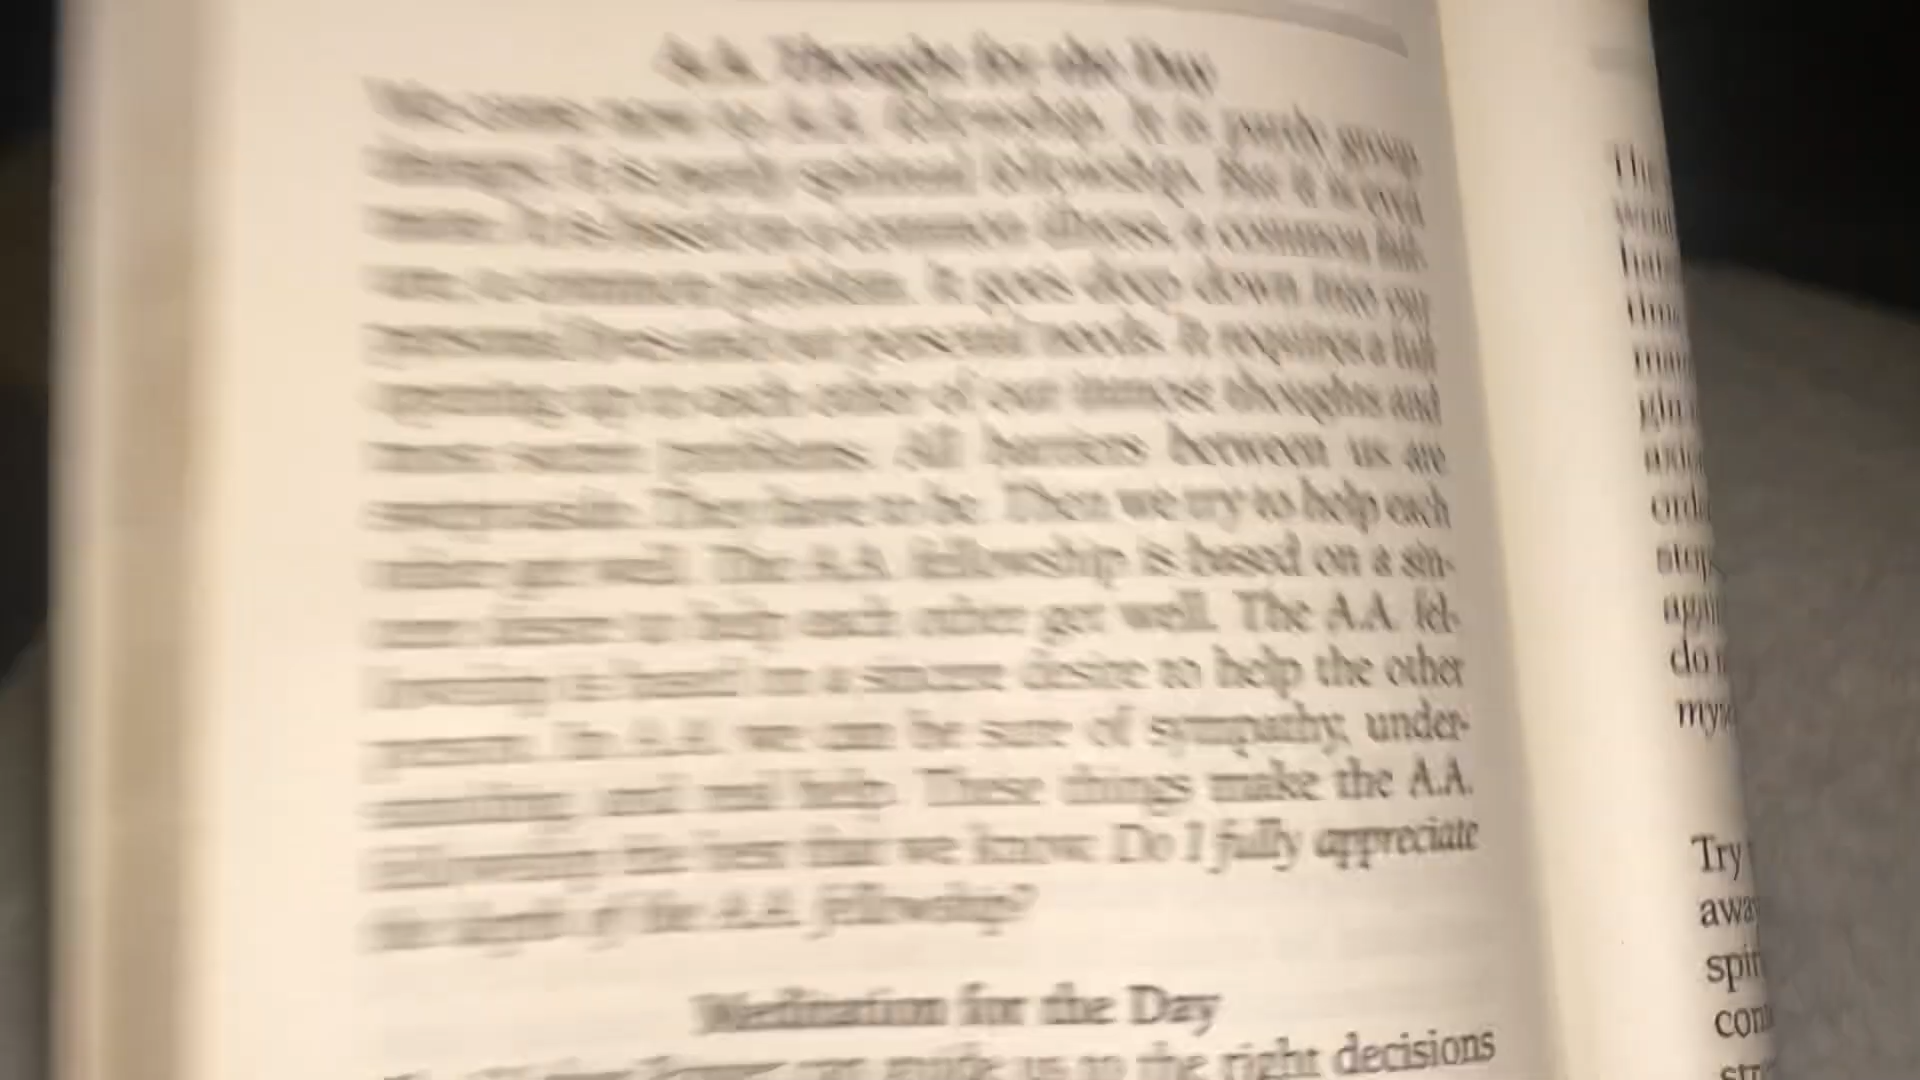 A.A. Thought for the Day
We come now to A.A. fellowship. It is partly group
therapy. It is partly spiritual fellowship. But it is even
more. It is based on a common illness, a common fail-
ure, a common problem. It goes deep down into our
personal lives and our personal needs. It requires a full
opening up to each other of our inmost thoughts and
most secret problems. All barriers between us are
swept aside. They have to be. Then we try to help each
other get well. The A.A. fellowship is based on a sin-
cere desire to help each other get well. The A.A. fel-
lowship is based on a sincere desire to help the other
person. In A.A. we can be sure of sympathy, under-
standing, and real help. These things make the A.A.
fellowship the best that we know. Do I fully appreciate
the depth of the A.A. fellowship?
Meditation for the Day
guide us to the right decisions
Try